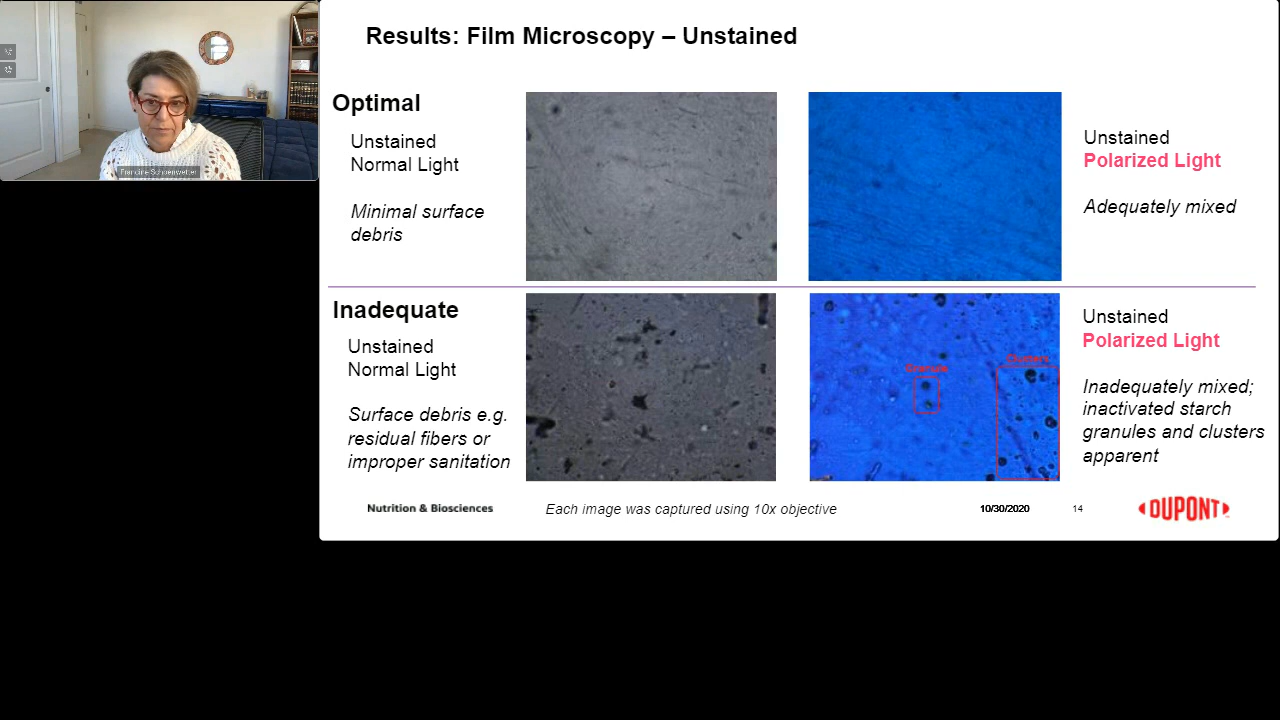 Results: Film Microscopy – Unstained
Optimal
Unstained
Normal Light
Minimal surface
debris
Unstained
Polarized Light
Adequately mixed
Inadequate
Unstained
Normal Light
Surface debris e.g.
residual fibers or
improper sanitation
Granule
Clusters
Unstained
Polarized Light
Inadequately mixed;
inactivated starch
granules and clusters
apparent
Nutrition & Biosciences
Each image was captured using 10x objective
10/30/2020
14
DUPONT
Francine Schoenwetter